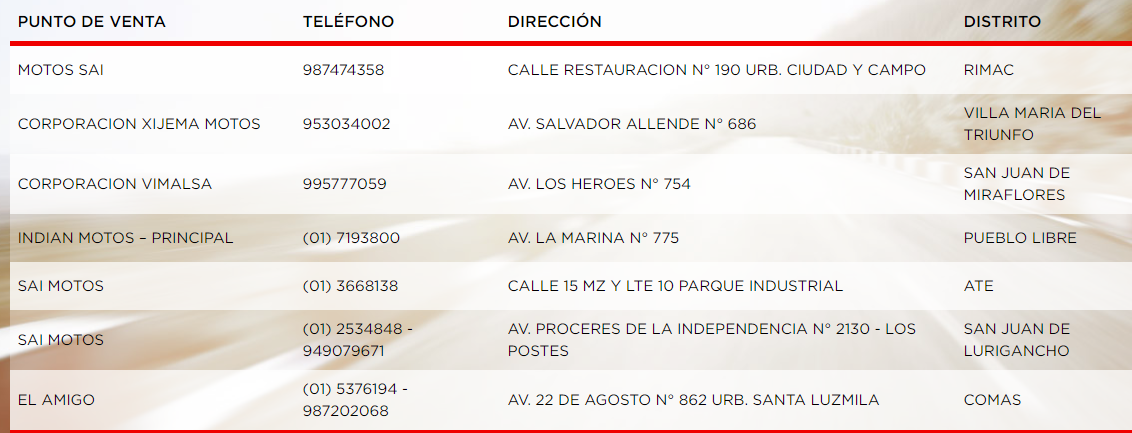 PUNTO DE VENTA TELÉFONO DIRECCIÓN DISTRITO
MOTOS SAI 987474358 CALLE RESTAURACION N° 190 URB. CIUDAD Y CAMPO RIMAC
CORPORACION XIJEMA MOTOS 953034002 AV. SALVADOR ALLENDE N° 686 VILLA MARIA DEL
TRIUNFO
CORPORACION VIMALSA 995777059 AV. LOS HEROES N° 754 SAN JUAN DE
MIRAFLORES
INDIAN MOTOS – PRINCIPAL (01) 7193800 AV. LA MARINA N° 775 PUEBLO LIBRE
SAI MOTOS (01) 3668138 CALLE 15 MZ Y LTE 10 PARQUE INDUSTRIAL ATE
SAI MOTOS (01) 2534848 - AV. PROCERES DE LA INDEPENDENCIA N° 2130 - LOS SAN JUAN DE
949079671 POSTES LURIGANCHO
EL AMIGO (01) 5376194 - AV. 22 DE AGOSTO N° 862 URB. SANTA LUZMILA COMAS
987202068